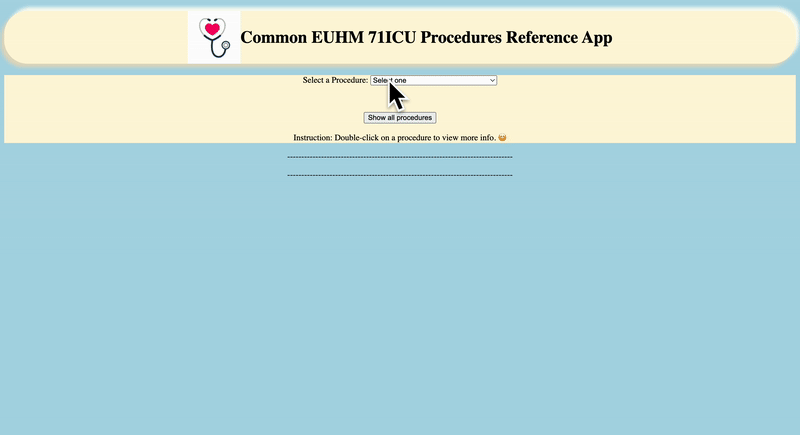 Common EUHM 71ICU Procedures Reference App
Select a Procedure: Select one
Show all procedures
Instruction: Double-click on a procedure to view more info. 😄
--------------------------------------------------------------------------------
--------------------------------------------------------------------------------